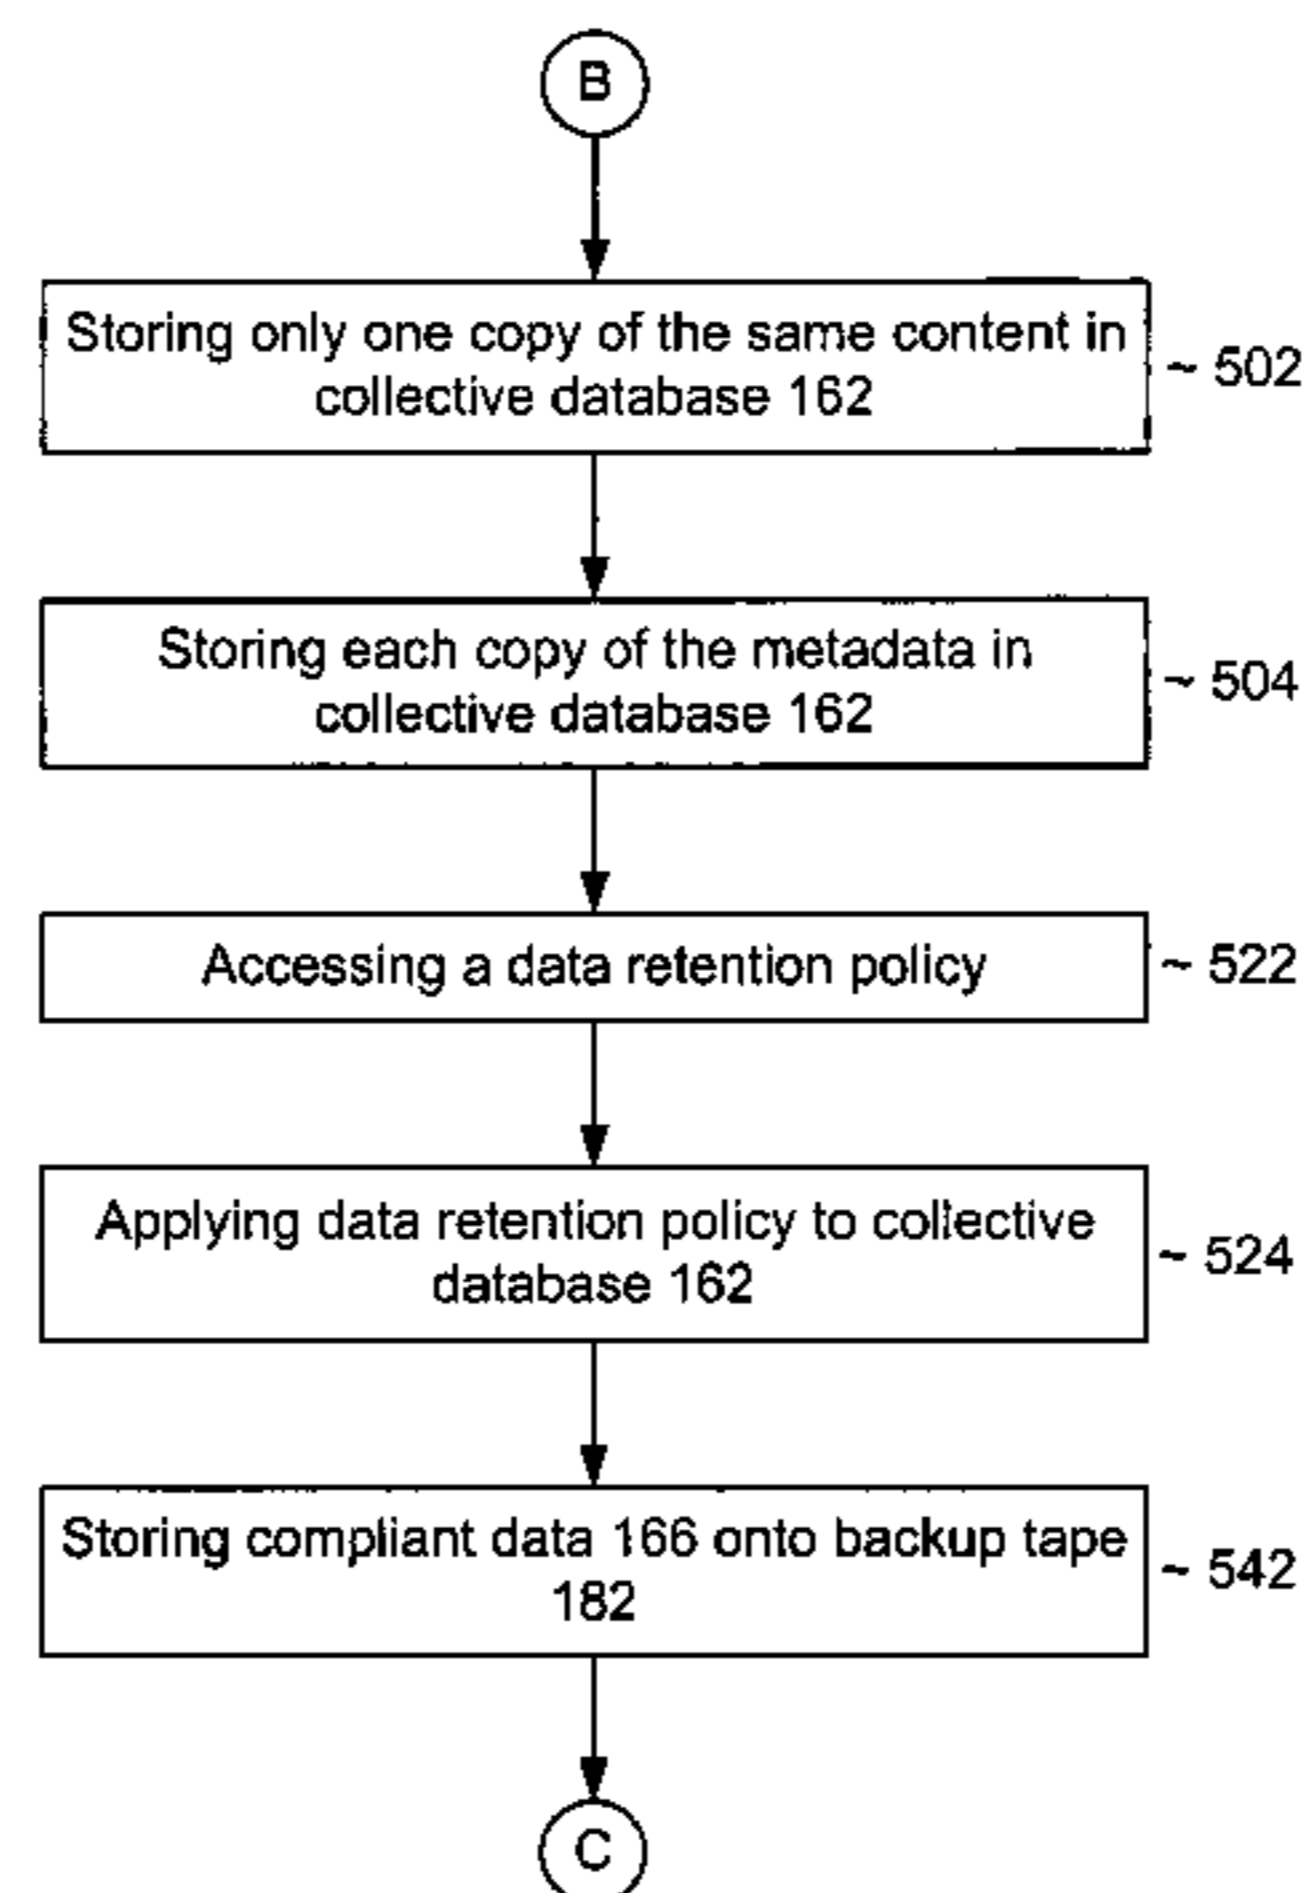 B
Storing only one copy of the same content in
collective database 162
~ 502
Storing each copy of the metadata in
collective database 162
~ 504
Accessing a data retention policy
~ 522
Applying data retention policy to collective
database 162
~ 524
Storing compliant data 166 onto backup tape
182
~ 542
C